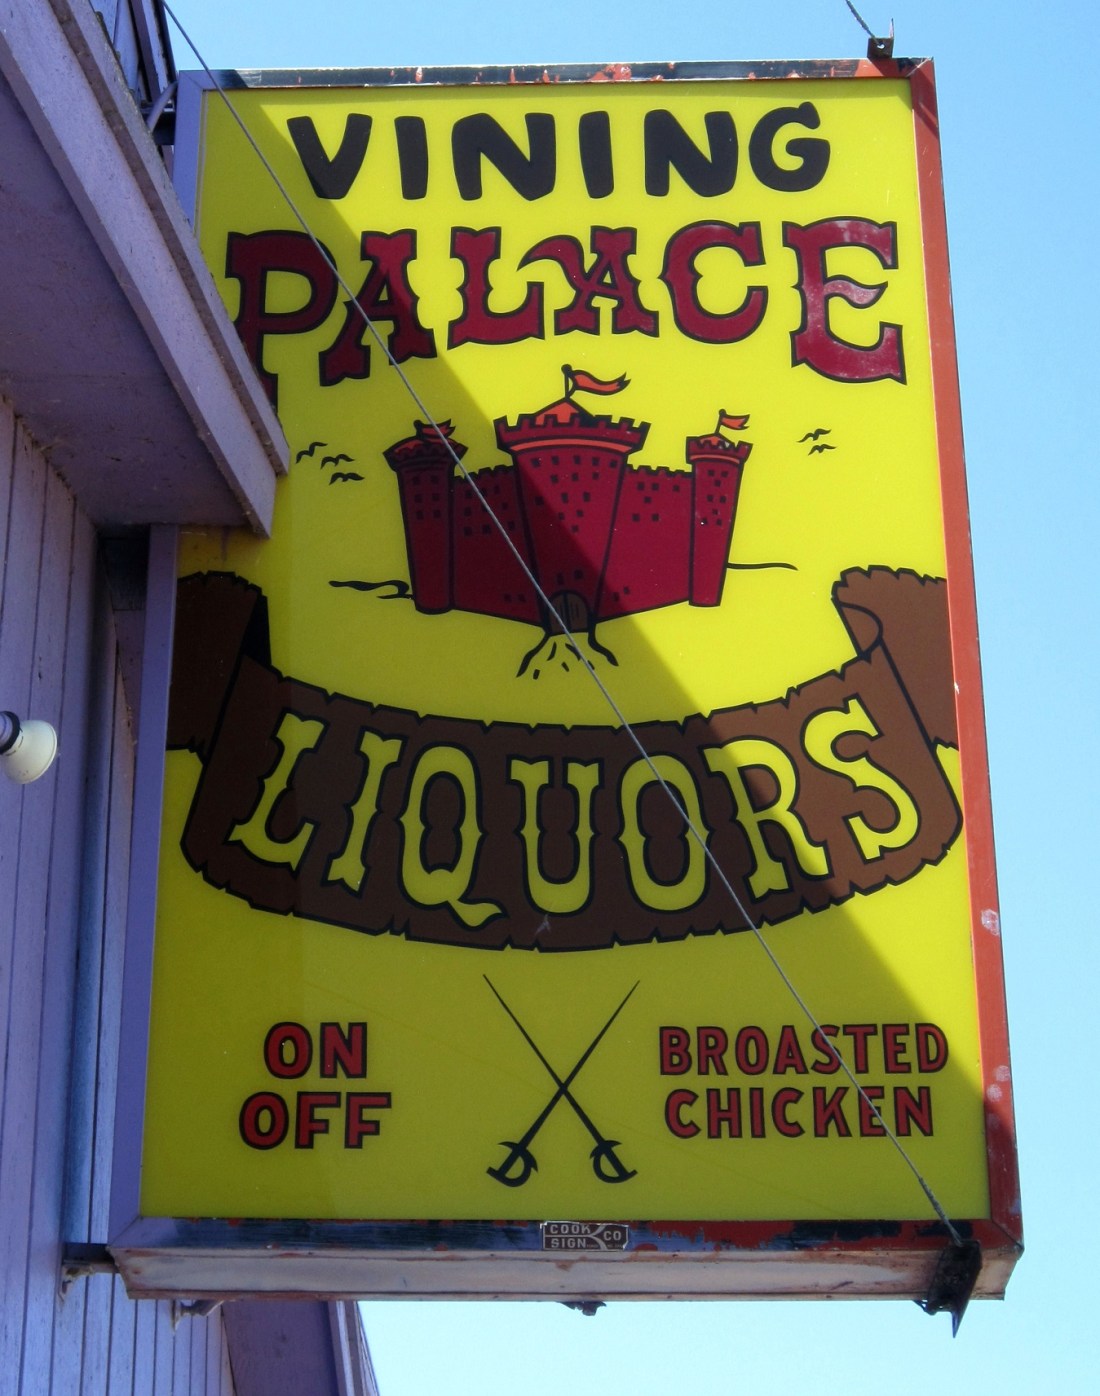 VINING
PALACE
LIQUORS
ON
OFF
BROASTED
CHICKEN
COOK
SIGN CO